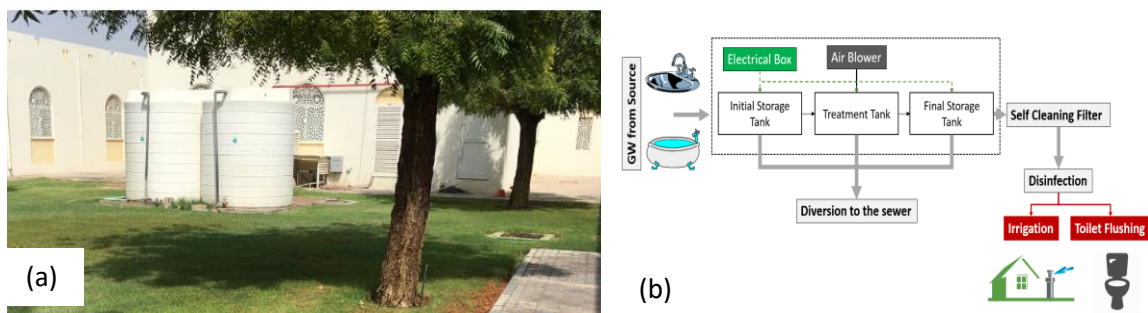 (a)
GW from Source
Electrical Box
Air Blower
Initial Storage
Tank
Treatment Tank
Final Storage
Tank
Self Cleaning Filter
Disinfection
Diversion to the sewer
Irrigation
Toilet Flushing
(b)